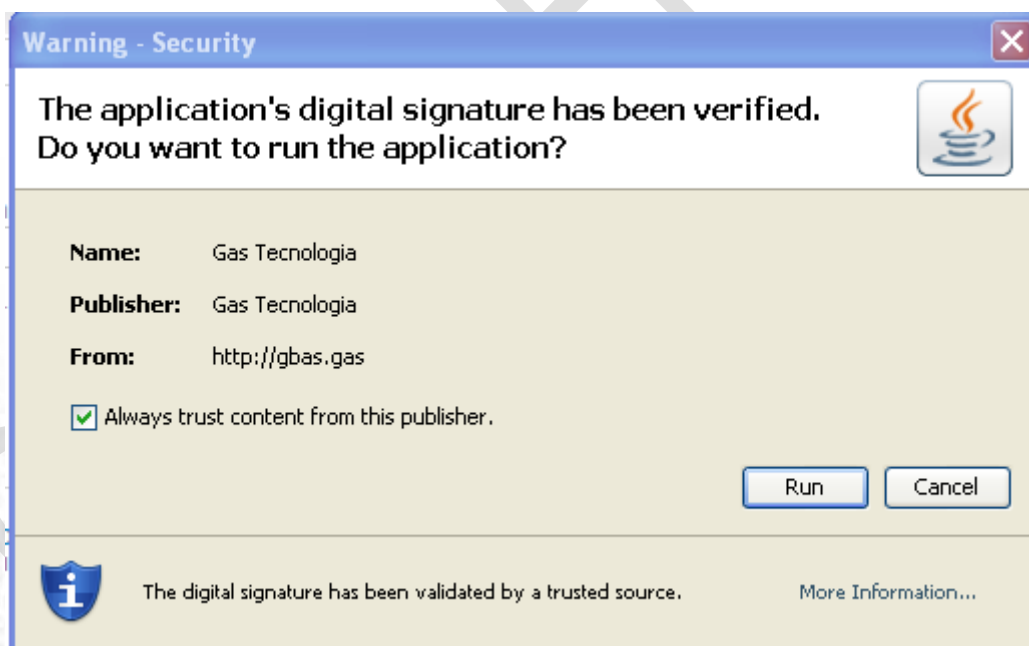 Warning - Security
The application's digital signature has been verified.
Do you want to run the application?
Name: Gas Tecnologia
Publisher: Gas Tecnologia
From: http://gbas.gas
Always trust content from this publisher.
Run Cancel
The digital signature has been validated by a trusted source. More Information...